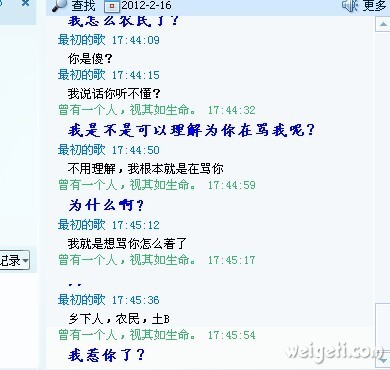 查找 2012-2-16 更多
我怎么农民了？
最初的歌 17:44:09
你是傻？
最初的歌 17:44:15
我说话你听不懂？
曾有一个人，视其如生命。 17:44:32
我是不是可以理解为你在骂我呢？
最初的歌 17:44:50
不用理解，我根本就是在骂你
曾有一个人，视其如生命。 17:44:59
为什么啊？
最初的歌 17:45:12
我就是想骂你怎么着了
曾有一个人，视其如生命。 17:45:17
最初的歌 17:45:36
乡下人，农民，土B
曾有一个人，视其如生命。 17:45:54
我惹你了？
记录
weigeti.com